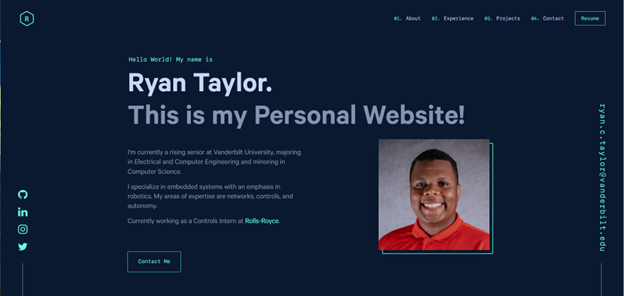 R
01. About
02. Experience
03. Projects
04. Contact
Resume
Hello World! My name is
Ryan Taylor.
This is my Personal Website!
I'm currently a rising senior at Vanderbilt University, majoring
in Electrical and Computer Engineering and minoring in
Computer Science.
I specialize in embedded systems with an emphasis in
robotics. My areas of expertise are networks, controls, and
autonomy.
Currently working as a Controls Intern at Rolls-Royce.
Contact Me
ryan.c.taylor@vanderbilt.edu